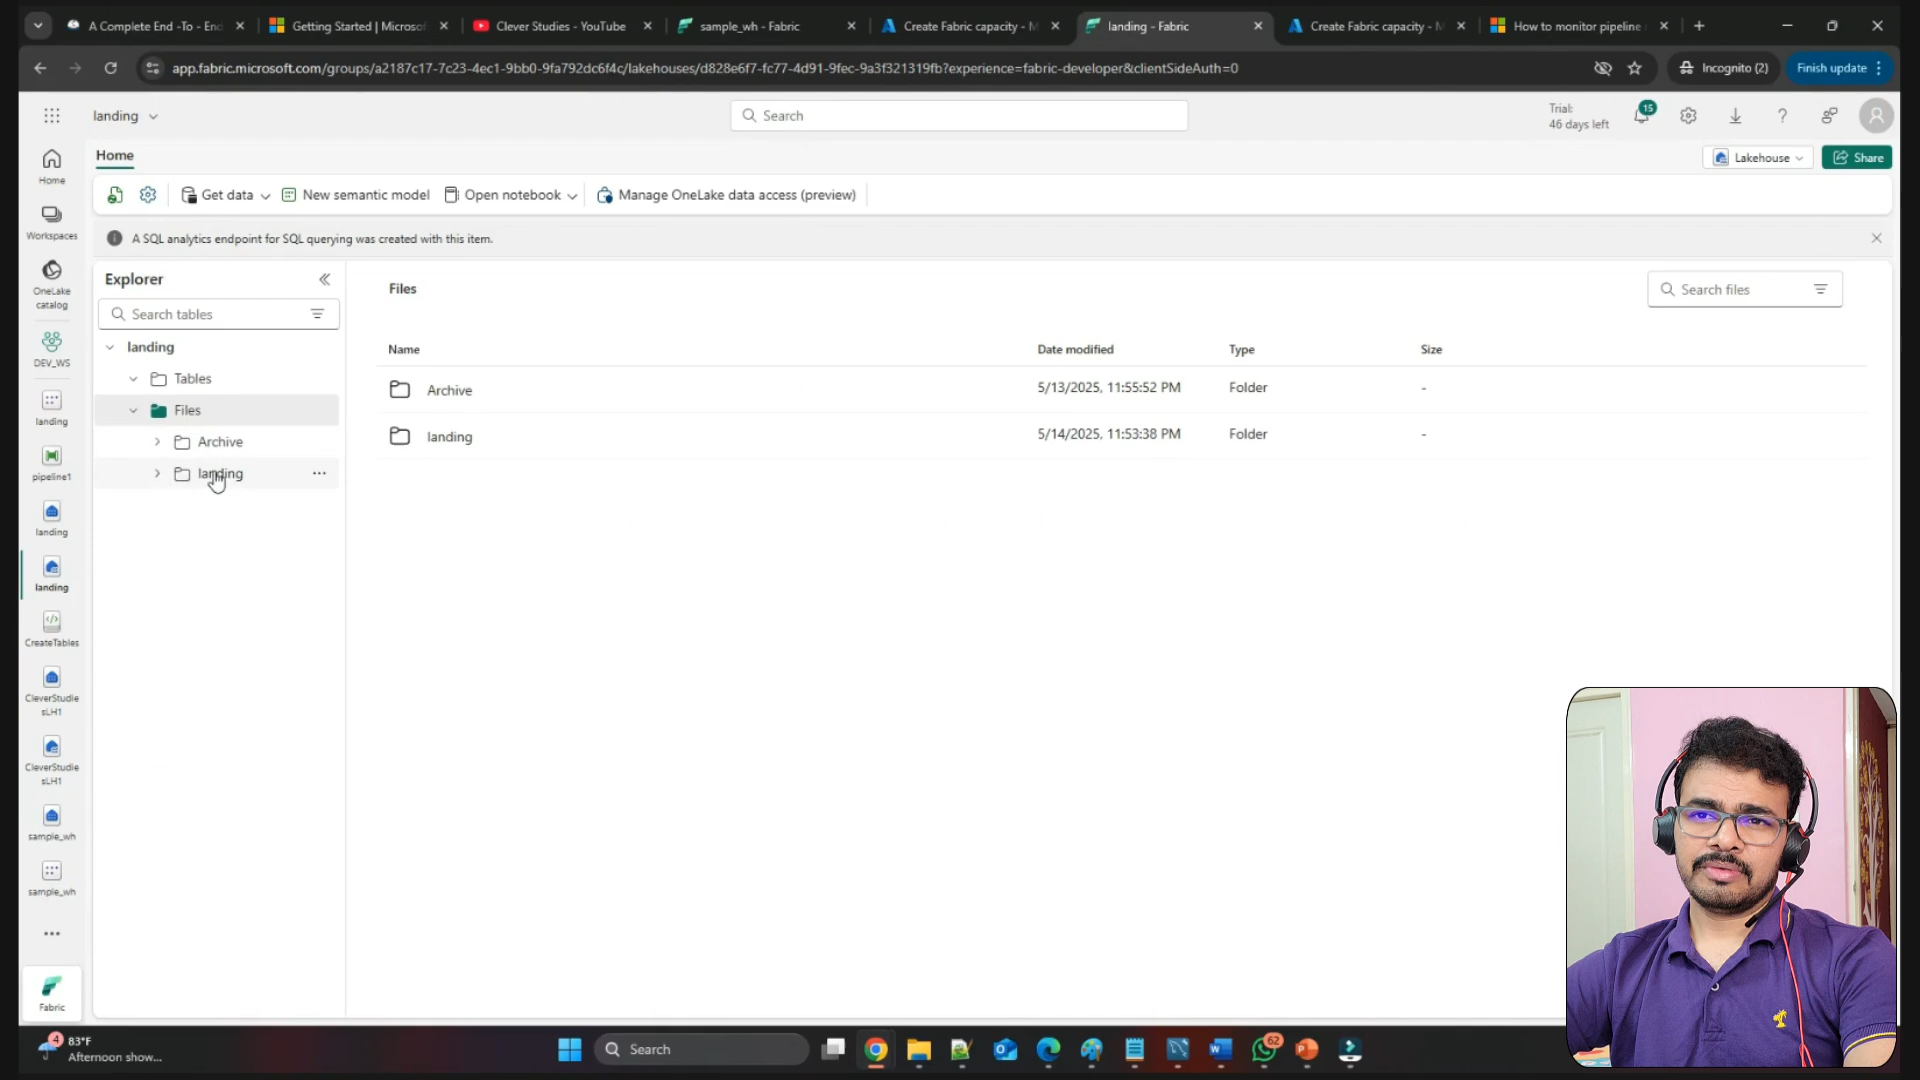 A Complete End -To - End
Getting Started | Microsof
Clever Studies - YouTube
sample_wh - Fabric
Create Fabric capacity - M
landing - Fabric
Create Fabric capacity - M
How to monitor pipeline
app.fabric.microsoft.com/groups/a2187c17-7c23-4ec1-9bb0-9fa792dc6f4c/lakehouses/d828e6f7-fc77-4d91-9fec-9a3f321319fb?experience=fabric-developer&clientSideAuth=0
Incognito (2)
Finish update
landing
Search
Trial:
46 days left
15
Home
Lakehouse
Share
Get data
New semantic model
Open notebook
Manage OneLake data access (preview)
A SQL analytics endpoint for SQL querying was created with this item.
Home
Workspaces
OneLake
catalog
DEV_WS
landing
pipeline1
landing
landing
CreateTables
CleverStudie
sLH1
CleverStudie
sLH1
sample_wh
sample_wh
Fabric
Explorer
Search tables
landing
Tables
Files
Archive
landing
Files
Search files
Name
Date modified
Type
Size
Archive
5/13/2025, 11:55:52 PM
Folder
-
landing
5/14/2025, 11:53:38 PM
Folder
-
4
83°F
Afternoon show...
Search
62